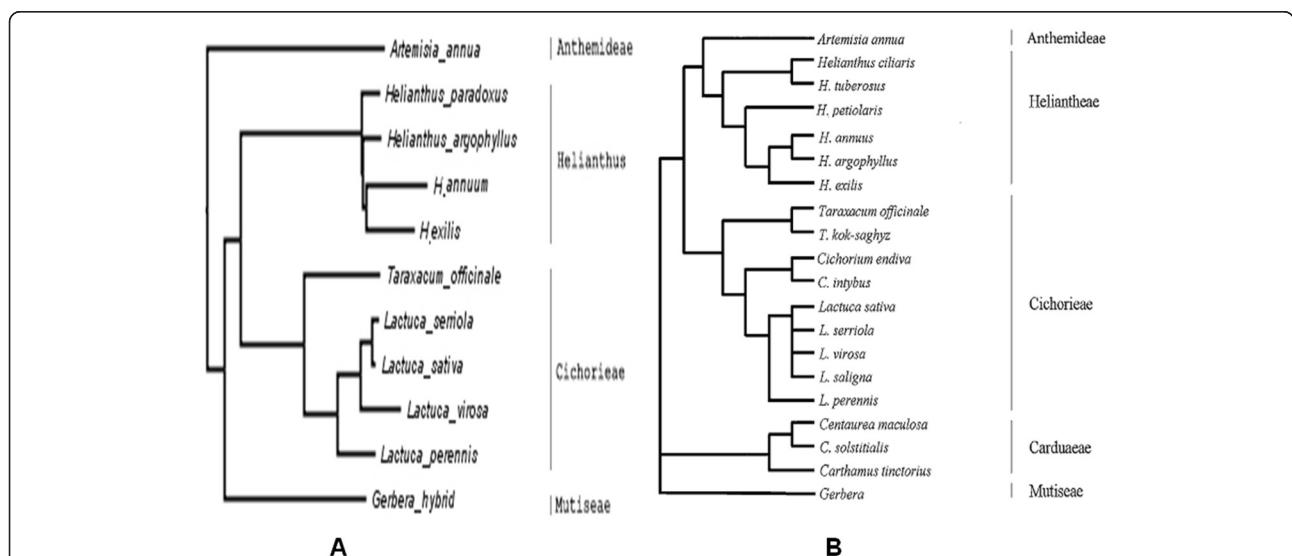 Artemisia_annua
Anthemideae
Helianthus_paradoxus
Helianthus_argophyllus
Helianthus
H.annuum
H.exilis
Taraxacum_officinale
Lactuca_serriola
Lactuca_sativa
Cichorieae
Lactuca_virosa
Lactuca_perennis
Gerbera_hybrid
Mutiseae
A
Artemisia annua
Anthemideae
Helianthus ciliaris
H. tuberosus
Heliantheae
H. petiolaris
H. annuus
H. argophyllus
H. exilis
Taraxacum officinale
T. kok-saghyz
Cichorium endiva
C. intybus
Cichorieae
Lactuca sativa
L. serriola
L. virosa
L. saligna
L. perennis
Centaurea maculosa
C. solstitialis
Carduaeae
Carthamus tinctorius
Gerbera
Mutiseae
B